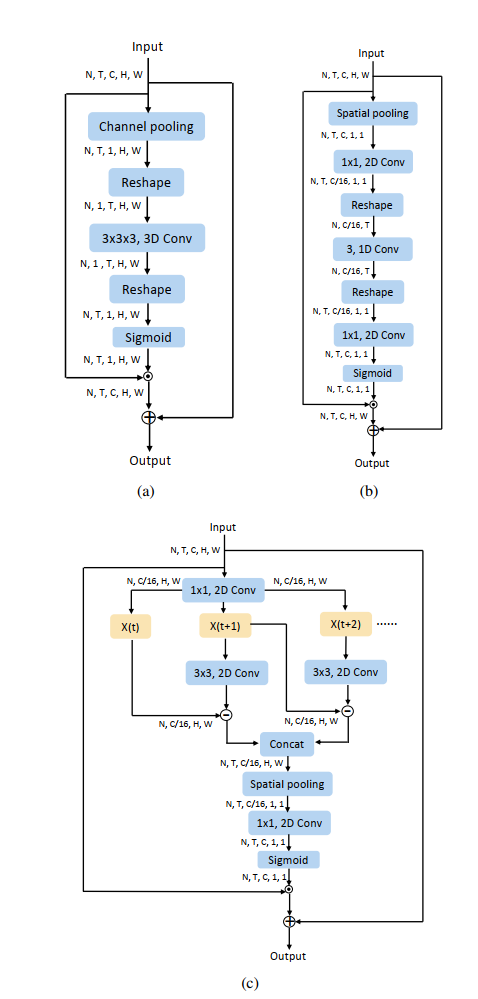 Input
N, T, C, H, W
Channel pooling
N, T, 1, H, W
Reshape
N, 1, T, H, W
3x3x3, 3D Conv
N, 1 , T, H, W
Reshape
N, T, 1, H, W
Sigmoid
N, T, 1, H, W
N, T, C, H, W
Output
(a)
Input
N, T, C, H, W
Spatial pooling
N, T, C, 1, 1
1x1, 2D Conv
N, T, C/16, 1, 1
Reshape
N, C/16, T
3, 1D Conv
N, C/16, T
Reshape
N, T, C/16, 1, 1
1x1, 2D Conv
N, T, C, 1, 1
Sigmoid
N, T, C, 1, 1
N, T, C, H, W
Output
(b)
Input
N, T, C, H, W
N, C/16, H, W
1x1, 2D Conv
N, C/16, H, W
X(t)
X(t+1)
X(t+2)
······
3x3, 2D Conv
3x3, 2D Conv
N, C/16, H, W
N, C/16, H, W
Concat
N, T, C/16, H, W
Spatial pooling
N, T, C/16, 1, 1
1x1, 2D Conv
N, T, C, 1, 1
Sigmoid
N, T, C, 1, 1
Output
(c)